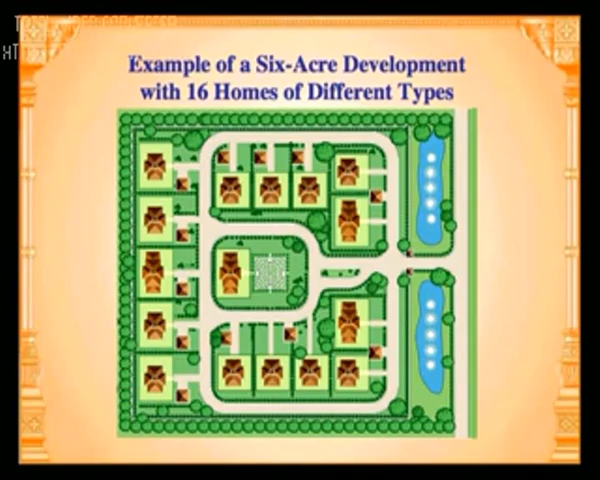 Example of a Six-Acre Development
with 16 Homes of Different Types